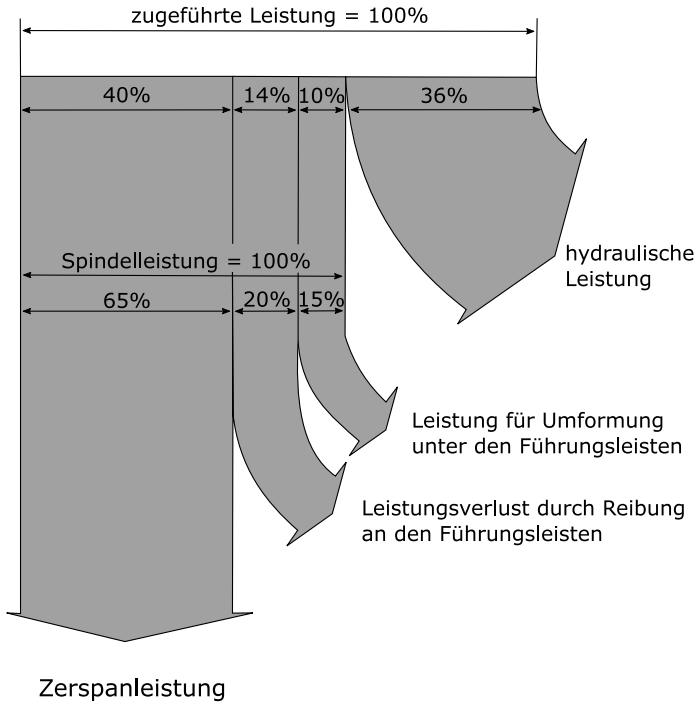 zugeführte Leistung = 100%
40% 14% 10% 36%
Spindelleistung = 100%
65% 20% 15%
hydraulische
Leistung
Leistung für Umformung
unter den Führungsleisten
Leistungsverlust durch Reibung
an den Führungsleisten
Zerspanleistung